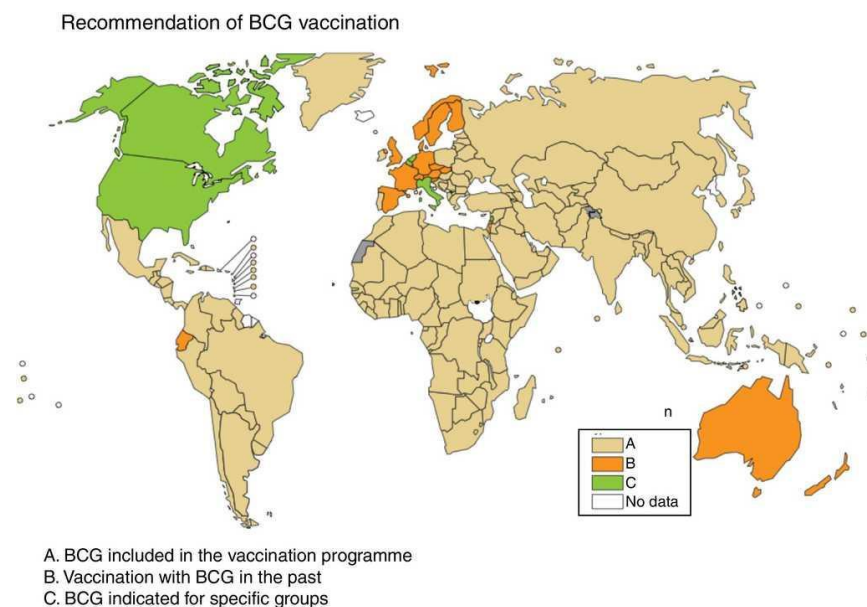 Recommendation of BCG vaccination
n
A
B
C
No data
A. BCG included in the vaccination programme
B. Vaccination with BCG in the past
C. BCG indicated for specific groups